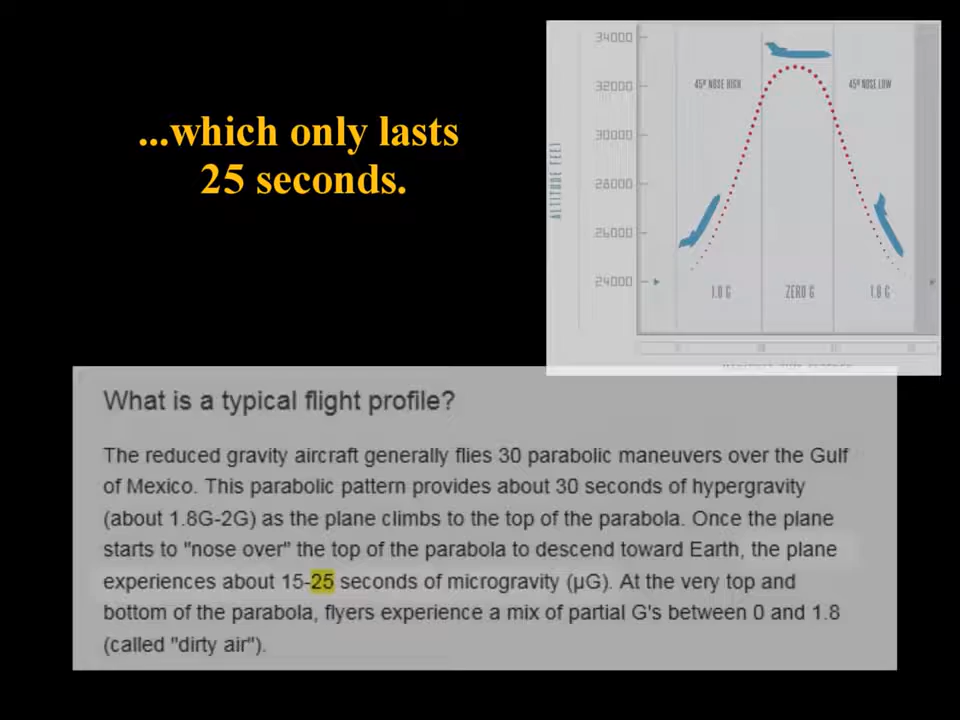 ...which only lasts
25 seconds.
34000
32000
30000
28000
26000
24000
ALTITUDE FEET
45º NOSE HIGH
45º NOSE LOW
1.8 G
ZERO G
1.8 G
What is a typical flight profile?
The reduced gravity aircraft generally flies 30 parabolic maneuvers over the Gulf
of Mexico. This parabolic pattern provides about 30 seconds of hypergravity
(about 1.8G-2G) as the plane climbs to the top of the parabola. Once the plane
starts to "nose over" the top of the parabola to descend toward Earth, the plane
experiences about 15-25 seconds of microgravity (µG). At the very top and
bottom of the parabola, flyers experience a mix of partial G's between 0 and 1.8
(called "dirty air").